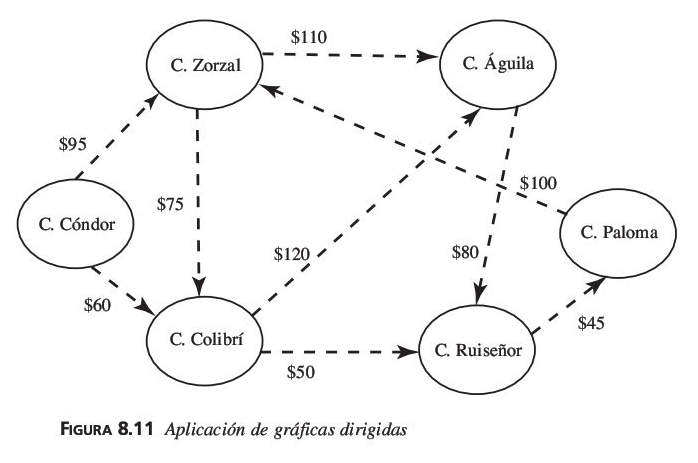 $110
C. Zorzal
C. Águila
$95
$100
$75
C. Cóndor
C. Paloma
$120
$80
$60
$45
C. Colibrí
C. Ruiseñor
$50
FIGURA 8.11 Aplicación de gráficas dirigidas